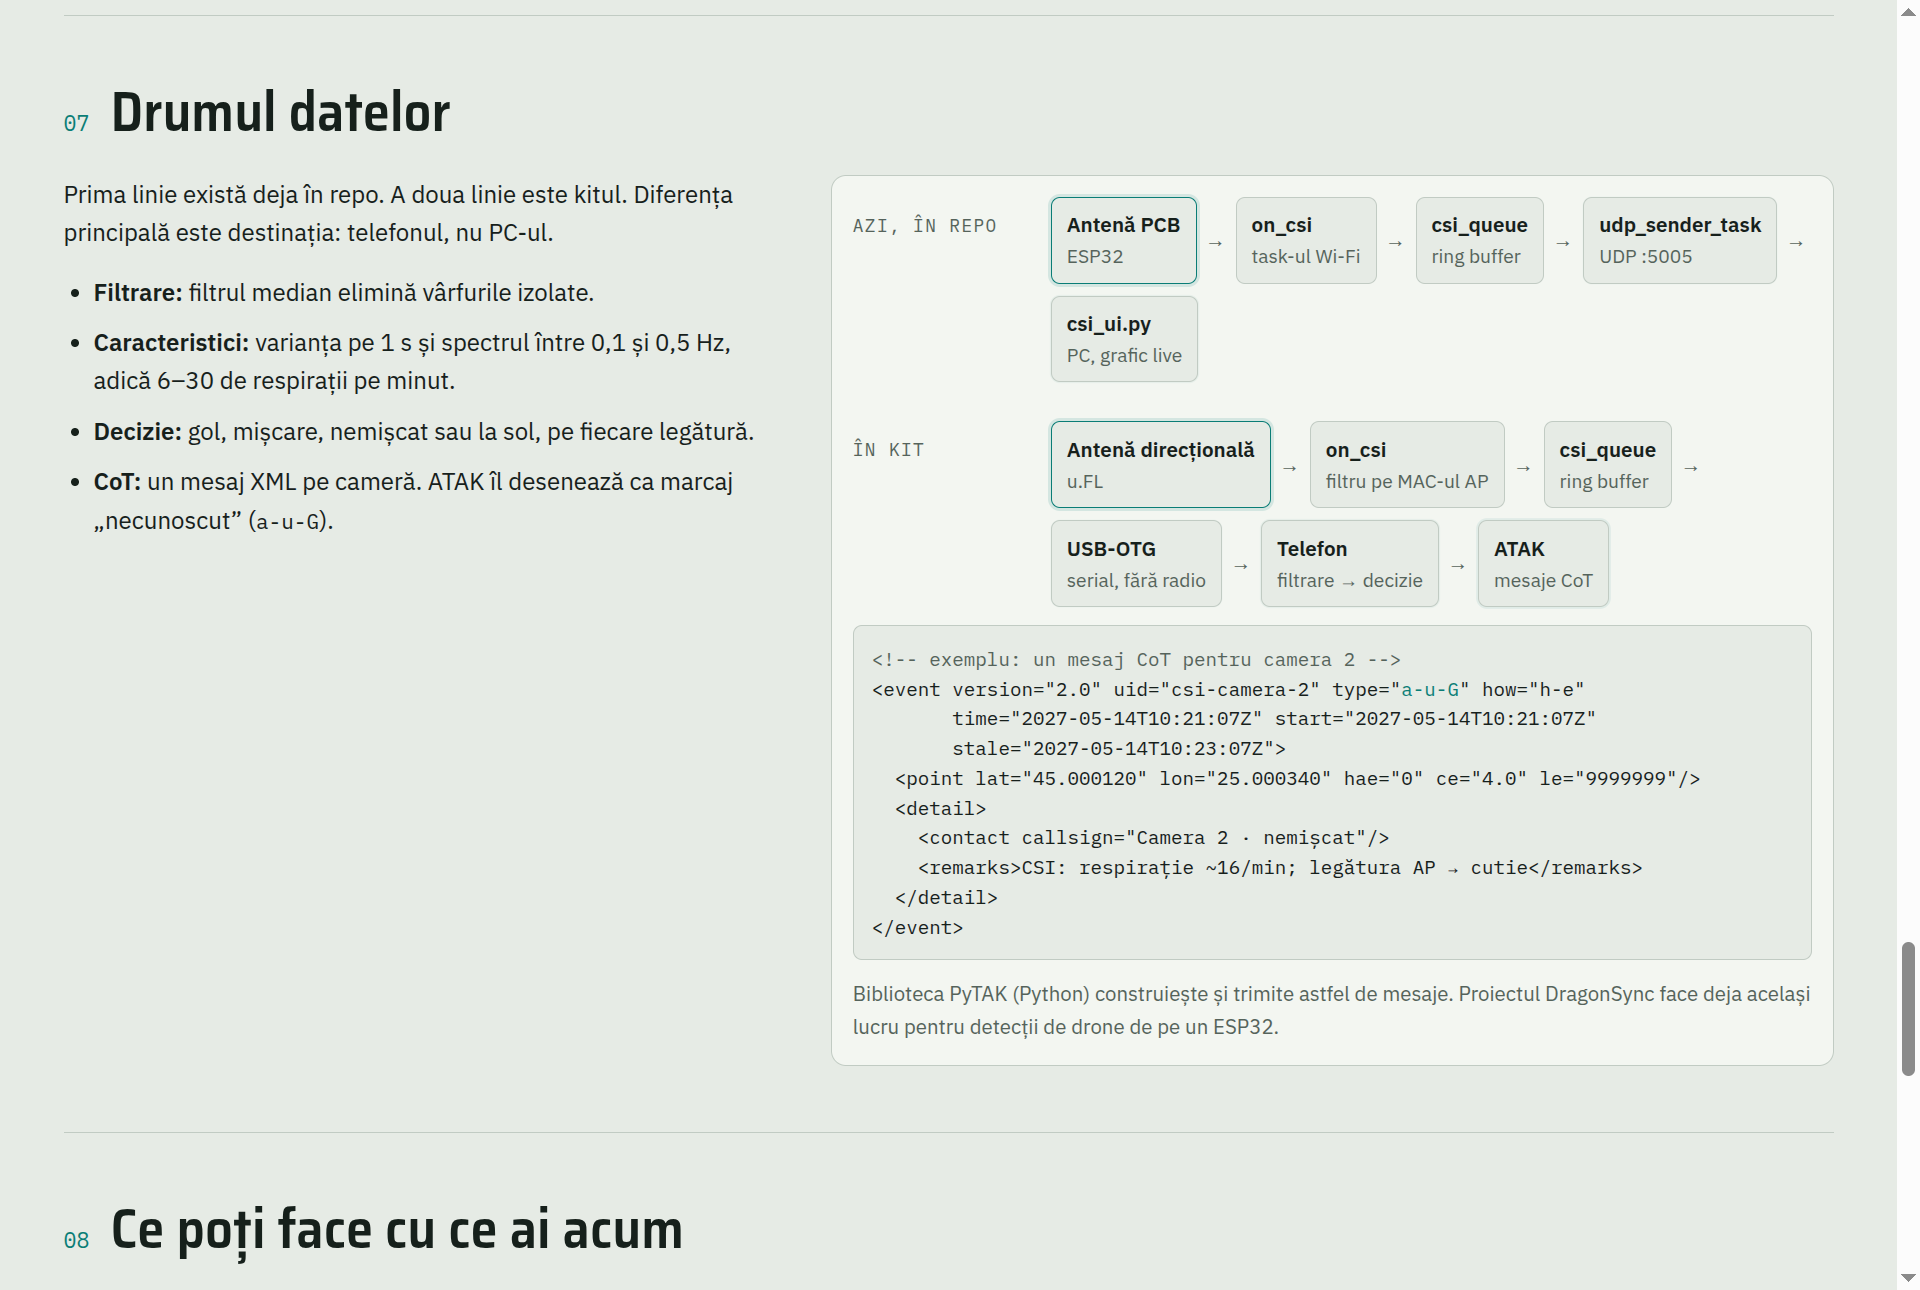 07 Drumul datelor
Prima linie există deja în repo. A doua linie este kitul. Diferența
principală este destinația: telefonul, nu PC-ul.
• Filtrare: filtrul median elimină vârfurile izolate.
• Caracteristici: varianța pe 1 s și spectrul între 0,1 și 0,5 Hz,
adică 6–30 de respirații pe minut.
• Decizie: gol, mișcare, nemișcat sau la sol, pe fiecare legătură.
• CoT: un mesaj XML pe cameră. ATAK îl desenează ca marcaj
„necunoscut” (a-u-G).
AZI, ÎN REPO
Antenă PCB
ESP32
→
on_csi
task-ul Wi-Fi
→
csi_queue
ring buffer
→
udp_sender_task
UDP :5005
→
csi_ui.py
PC, grafic live
ÎN KIT
Antenă direcțională
u.FL
→
on_csi
filtru pe MAC-ul AP
→
csi_queue
ring buffer
→
USB-OTG
serial, fără radio
→
Telefon
filtrare → decizie
→
ATAK
mesaje CoT
<!-- exemplu: un mesaj CoT pentru camera 2 -->
<event version="2.0" uid="csi-camera-2" type="a-u-G" how="h-e"
       time="2027-05-14T10:21:07Z" start="2027-05-14T10:21:07Z"
       stale="2027-05-14T10:23:07Z">
  <point lat="45.000120" lon="25.000340" hae="0" ce="4.0" le="9999999"/>
  <detail>
    <contact callsign="Camera 2 · nemișcat"/>
    <remarks>CSI: respirație ~16/min; legătura AP → cutie</remarks>
  </detail>
</event>
Biblioteca PyTAK (Python) construiește și trimite astfel de mesaje. Proiectul DragonSync face deja același
lucru pentru detecții de drone de pe un ESP32.
08 Ce poți face cu ce ai acum